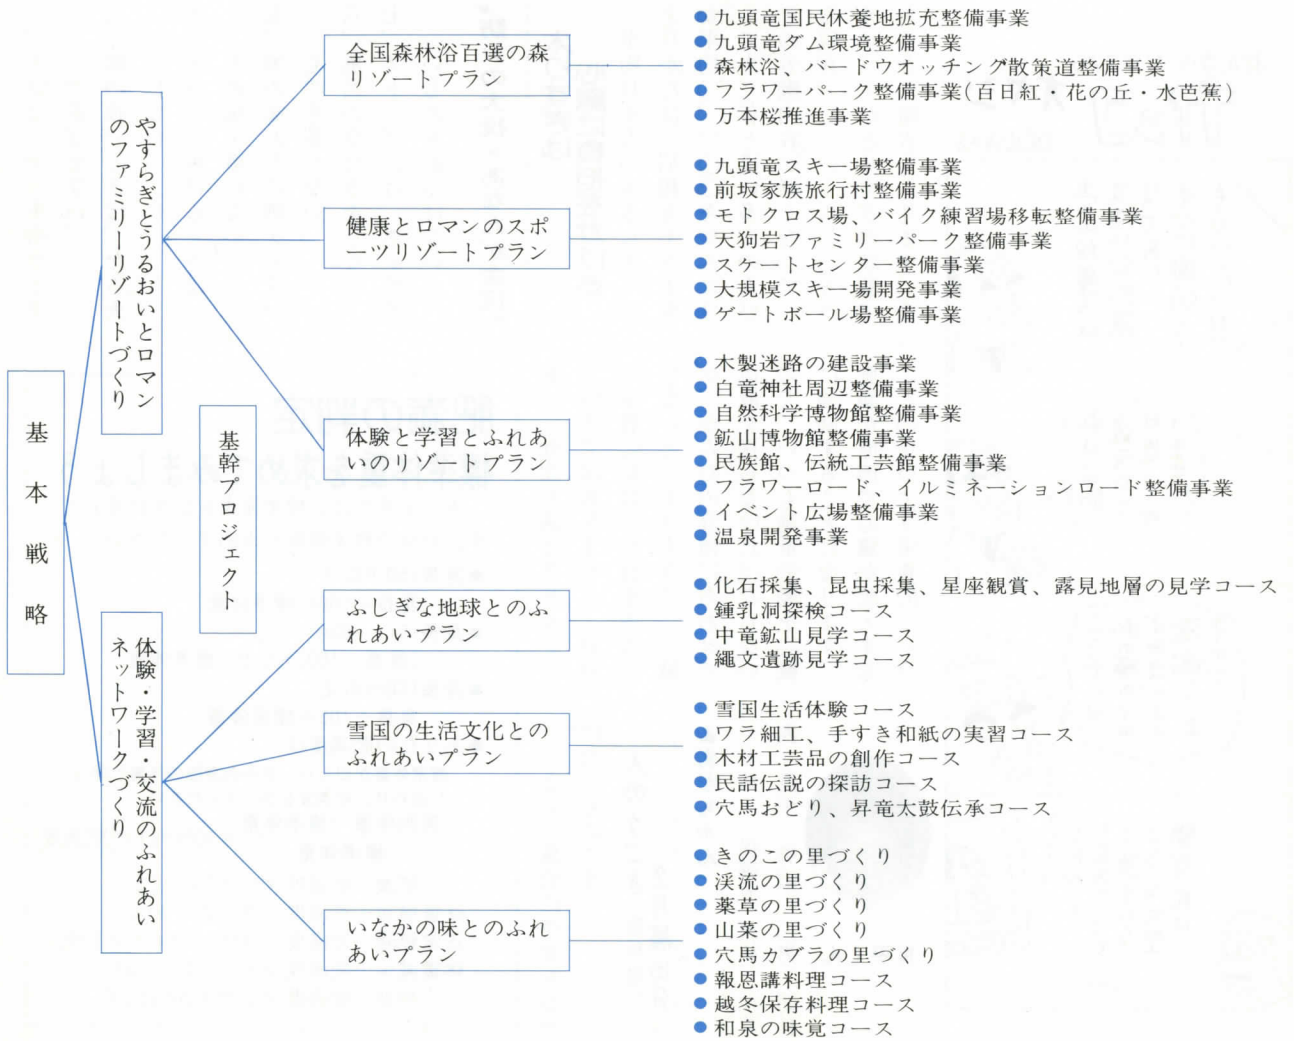 基本戦略
やすらぎとうるおいとロマン
のファミリーリゾートづくり
基幹プロジェクト
体験・学習・交流のふれあい
ネットワークづくり
全国森林浴百選の森
リゾートプラン
●九頭竜国民休養地拡充整備事業
●九頭竜ダム環境整備事業
●森林浴、バードウオッチング散策道整備事業
●フラワーパーク整備事業(百日紅・花の丘・水芭蕉)
●万本桜推進事業
健康とロマンのスポ
ーツリゾートプラン
●九頭竜スキー場整備事業
●前坂家族旅行村整備事業
●モトクロス場、バイク練習場移転整備事業
●天狗岩ファミリーパーク整備事業
●スケートセンター整備事業
●大規模スキー場開発事業
●ゲートボール場整備事業
体験と学習とふれあ
いのリゾートプラン
●木製迷路の建設事業
●白竜神社周辺整備事業
●自然科学博物館整備事業
●鉱山博物館整備事業
●民族館、伝統工芸館整備事業
●フラワーロード、イルミネーションロード整備事業
●イベント広場整備事業
●温泉開発事業
ふしぎな地球とのふ
れあいプラン
●化石採集、昆虫採集、星座観賞、露見地層の見学コース
●鍾乳洞探検コース
●中竜鉱山見学コース
●縄文遺跡見学コース
雪国の生活文化との
ふれあいプラン
●雪国生活体験コース
●ワラ細工、手すき和紙の実習コース
●木材工芸品の創作コース
●民話伝説の探訪コース
●穴馬おどり、昇竜太鼓伝承コース
いなかの味とのふれ
あいプラン
●きのこの里づくり
●渓流の里づくり
●薬草の里づくり
●山菜の里づくり
●穴馬カブラの里づくり
●報恩講料理コース
●越冬保存料理コース
●和泉の味覚コース